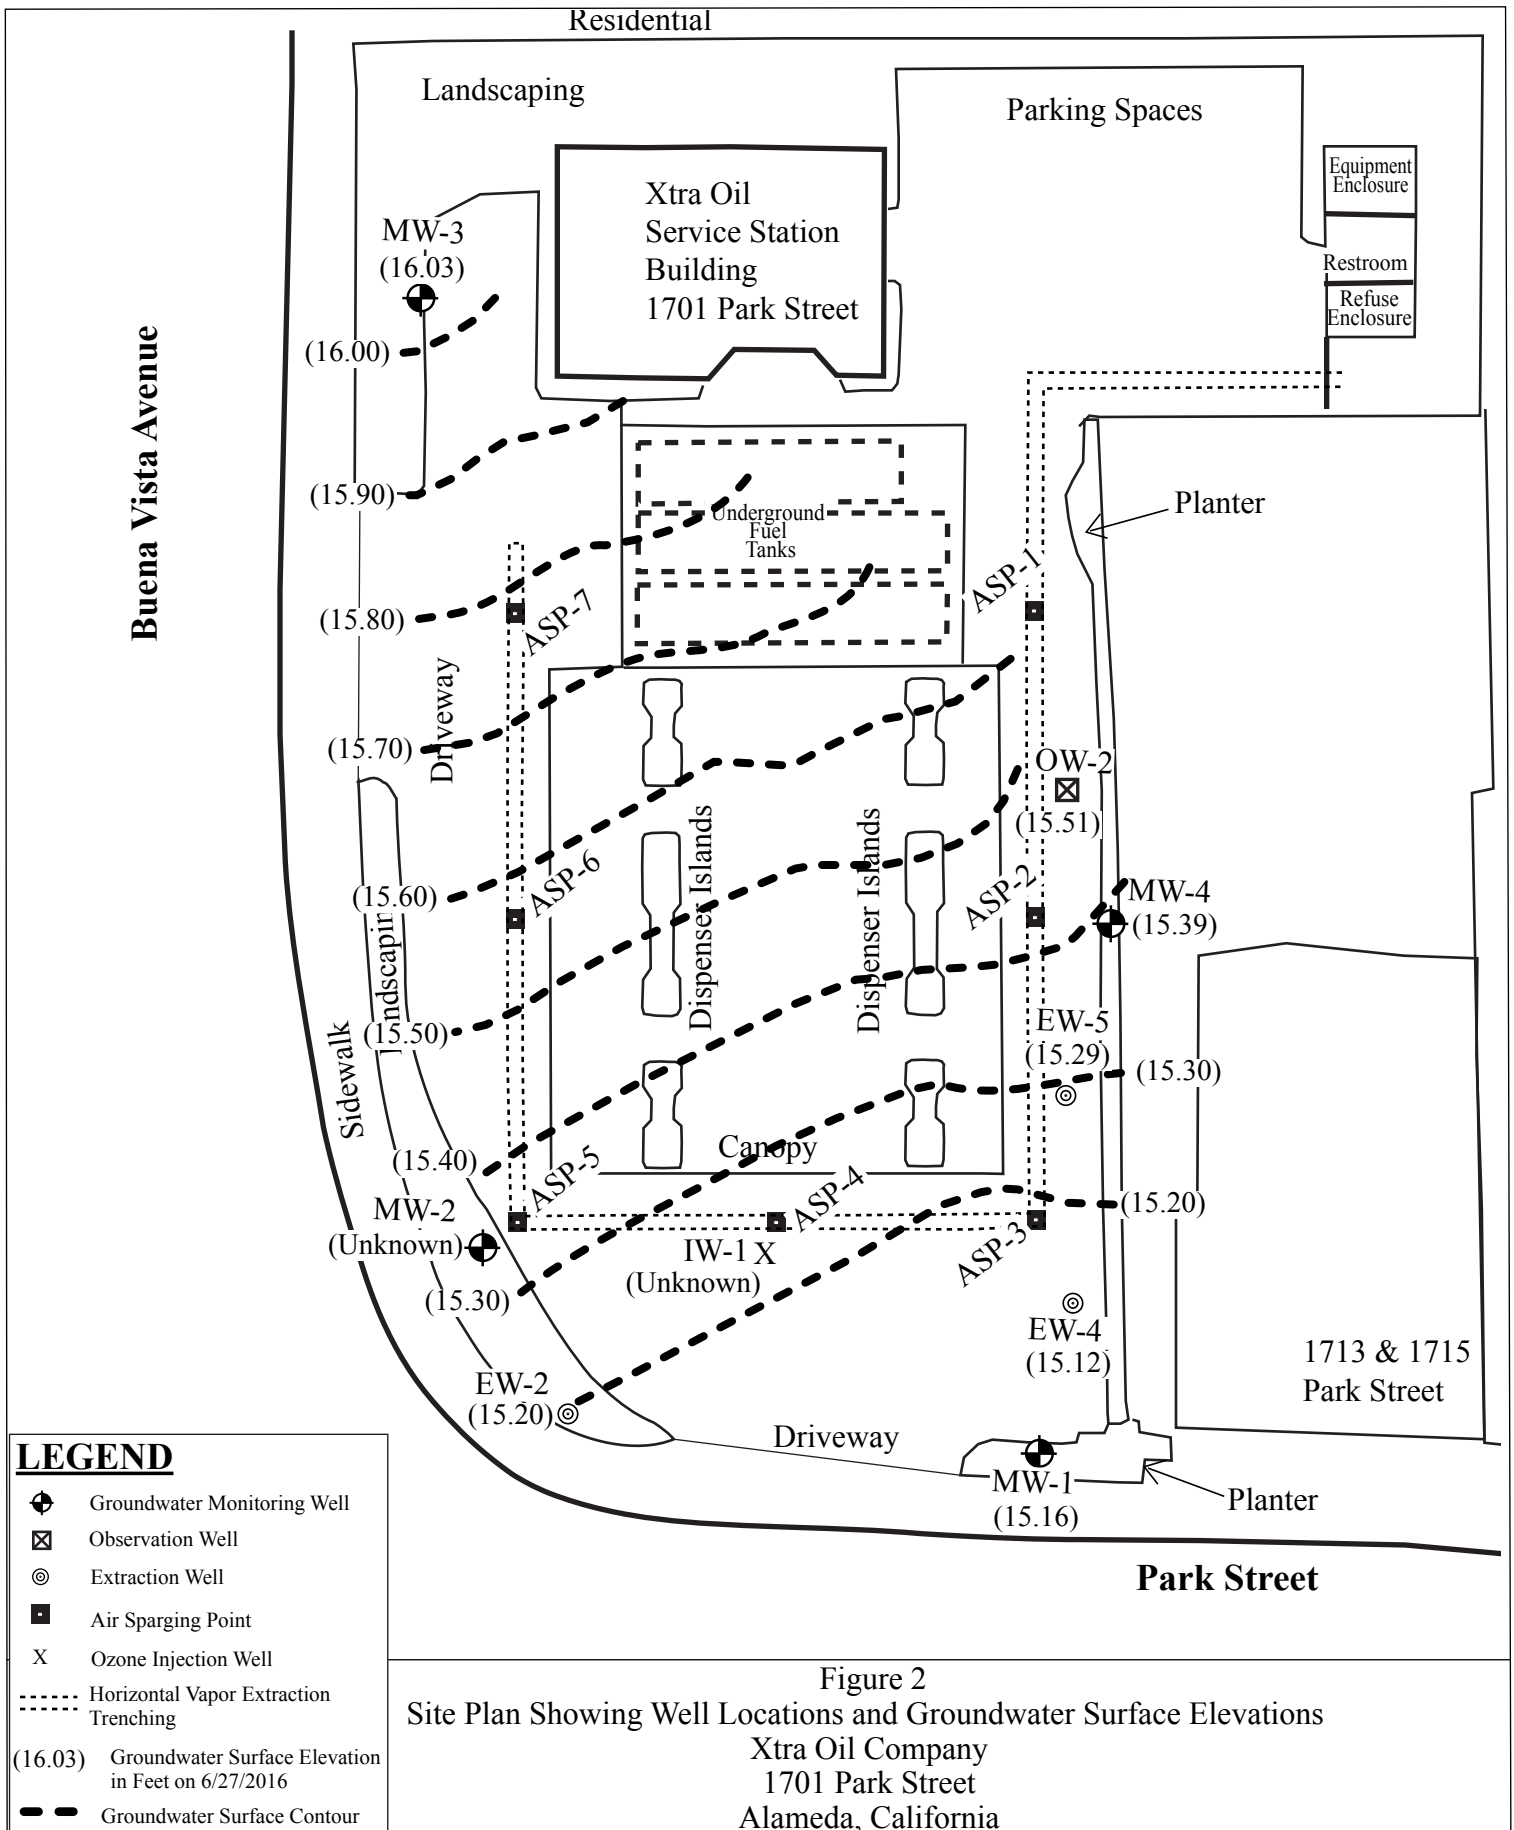 Residential
Landscaping
Parking Spaces
Equipment
Enclosure
Restroom
Refuse
Enclosure
Xtra Oil
Service Station
Building
1701 Park Street
MW-3
(16.03)
(16.00)
Buena Vista Avenue
(15.90)
Underground
Fuel
Tanks
Planter
(15.80)
ASP-7
ASP-1
Driveway
(15.70)
OW-2
(15.51)
(15.60)
Landscaping
ASP-6
Dispenser Islands
Dispenser Islands
ASP-2
MW-4
(15.39)
Sidewalk
(15.50)
EW-5
(15.29)
(15.30)
(15.40)
Canopy
ASP-5
ASP-4
(15.20)
MW-2
(Unknown)
IW-1 X
(Unknown)
ASP-3
(15.30)
EW-4
(15.12)
1713 & 1715
Park Street
EW-2
(15.20)
Driveway
MW-1
(15.16)
Planter
Park Street
LEGEND
Groundwater Monitoring Well
Observation Well
Extraction Well
Air Sparging Point
X Ozone Injection Well
Horizontal Vapor Extraction
Trenching
(16.03) Groundwater Surface Elevation
in Feet on 6/27/2016
Groundwater Surface Contour
Figure 2
Site Plan Showing Well Locations and Groundwater Surface Elevations
Xtra Oil Company
1701 Park Street
Alameda, California